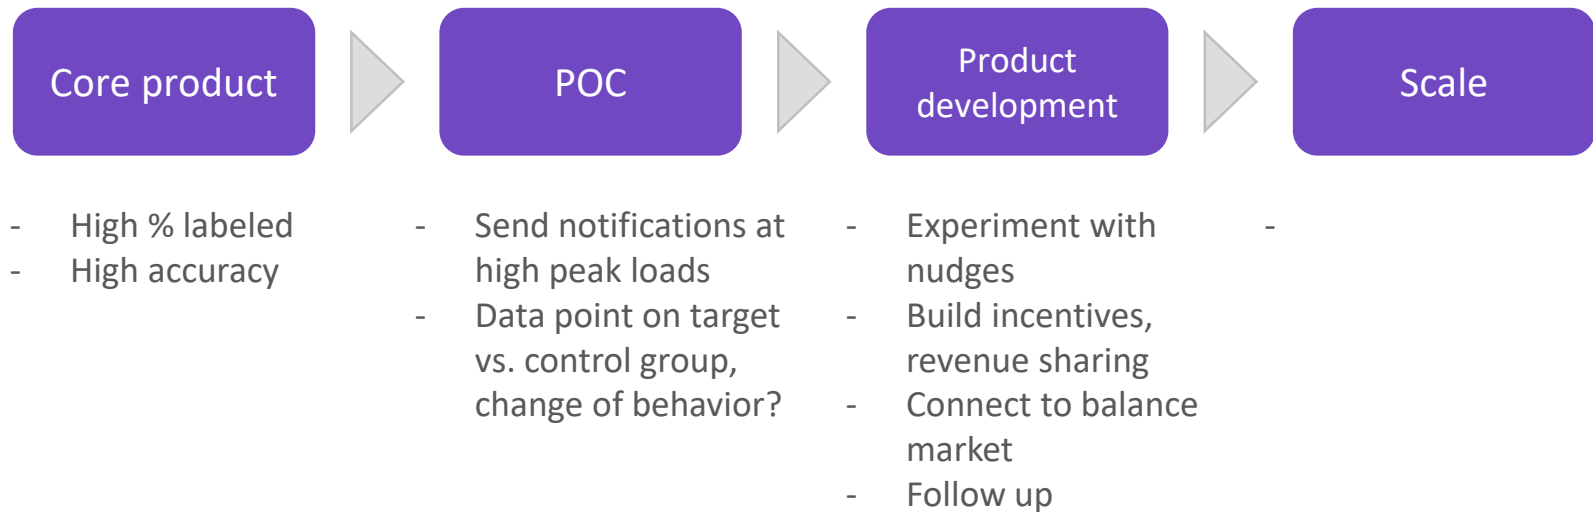 Core product
POC
Product
development
Scale
- High % labeled
- High accuracy
- Send notifications at
high peak loads
- Data point on target
vs. control group,
change of behavior?
- Experiment with
nudges
- Build incentives,
revenue sharing
- Connect to balance
market
- Follow up
-